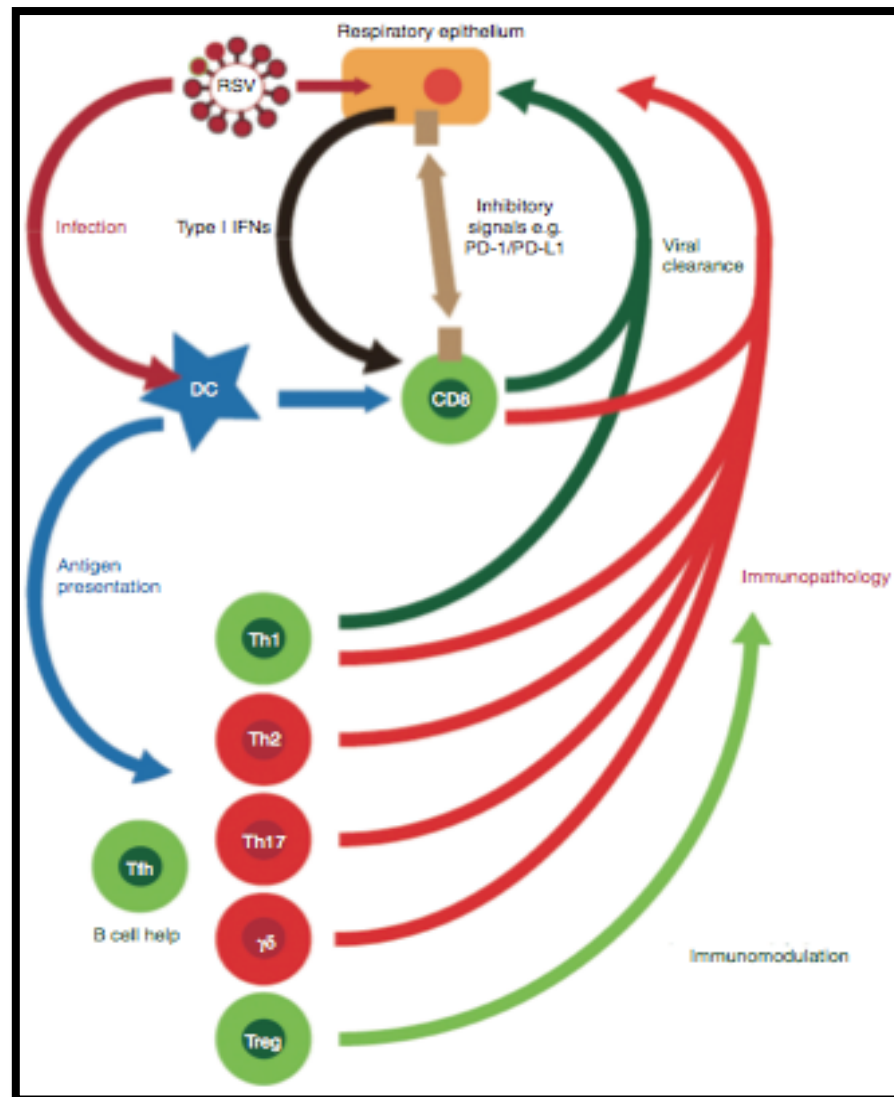 Respiratory epithelium
RSV
Infection
Type I IFNs
Inhibitory
signals e.g.
PD-1/PD-L1
Viral
clearance
DC
CD8
Antigen
presentation
Immunopathology
Th1
Th2
Th17
Tfh
B cell help
γδ
Immunomodulation
Treg